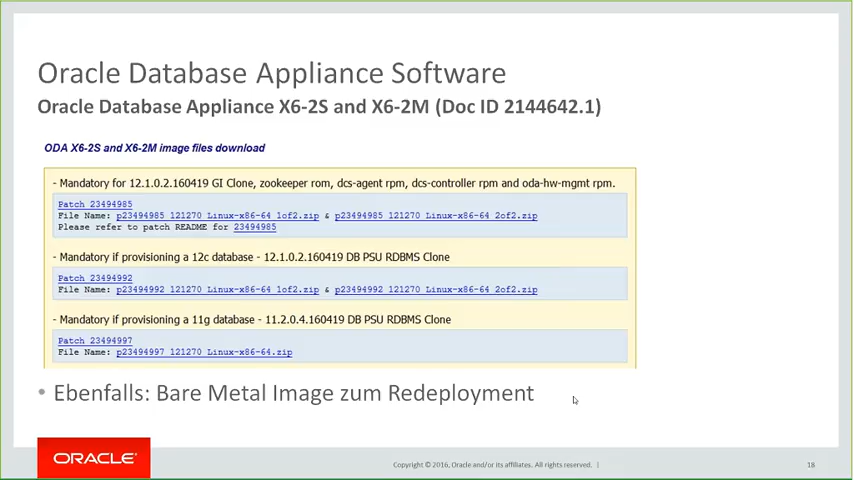 Oracle Database Appliance Software
Oracle Database Appliance X6-2S and X6-2M (Doc ID 2144642.1)
ODA X6-2S and X6-2M image files download
- Mandatory for 12.1.0.2.160419 GI Clone, zookeeper rom, dcs-agent rpm, dcs-controller rpm and oda-hw-mgmt rpm.
Patch 23494985
File Name: p23494985_121270_Linux-x86-64_1of2.zip & p23494985_121270_Linux-x86-64_2of2.zip
Please refer to patch README for 23494985
- Mandatory if provisioning a 12c database - 12.1.0.2.160419 DB PSU RDBMS Clone
Patch 23494992
File Name: p23494992_121270_Linux-x86-64_1of2.zip & p23494992_121270_Linux-x86-64_2of2.zip
- Mandatory if provisioning a 11g database - 11.2.0.4.160419 DB PSU RDBMS Clone
Patch 23494997
File Name: p23494997_121270_Linux-x86-64.zip
• Ebenfalls: Bare Metal Image zum Redeployment
ORACLE®
Copyright © 2016, Oracle and/or its affiliates. All rights reserved. |
18